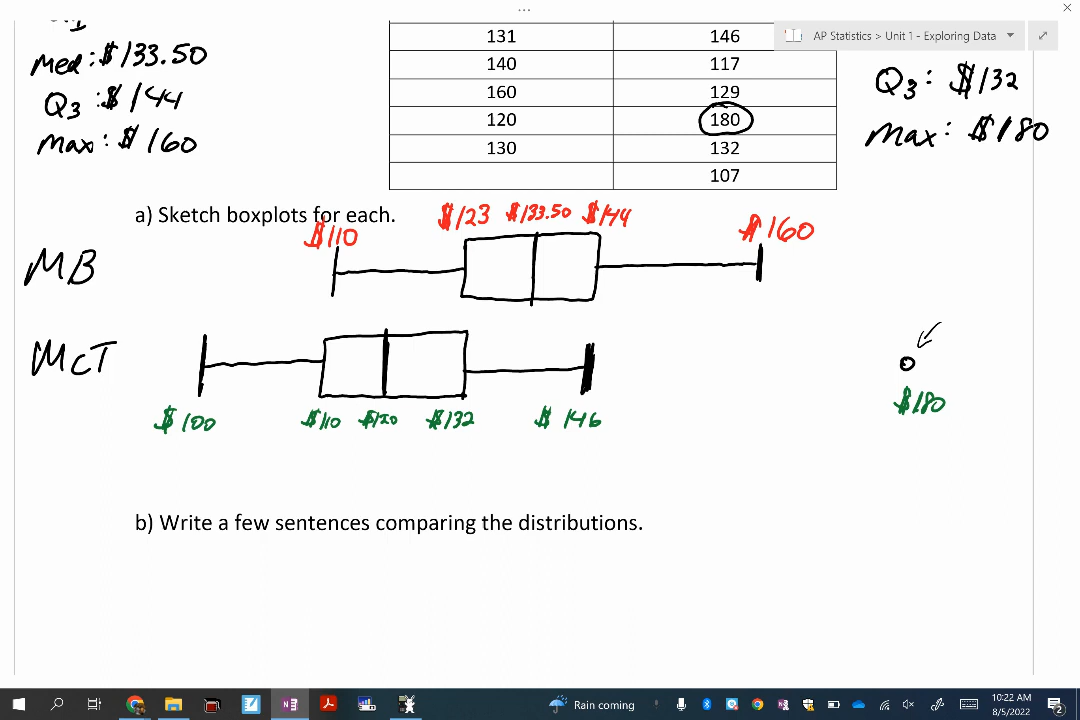 AP Statistics > Unit 1 - Exploring Data
Med: $133.50
Q3: $144
Max: $160
131 146
140 117
160 129
120 180
130 132
107
Q3: $132
Max: $180
a) Sketch boxplots for each.
$110 $123 $133.50 $144 $160
MB
McT
$100 $110 $120 $132 $146 $180
b) Write a few sentences comparing the distributions.
Rain coming
10:22 AM
8/5/2022
2